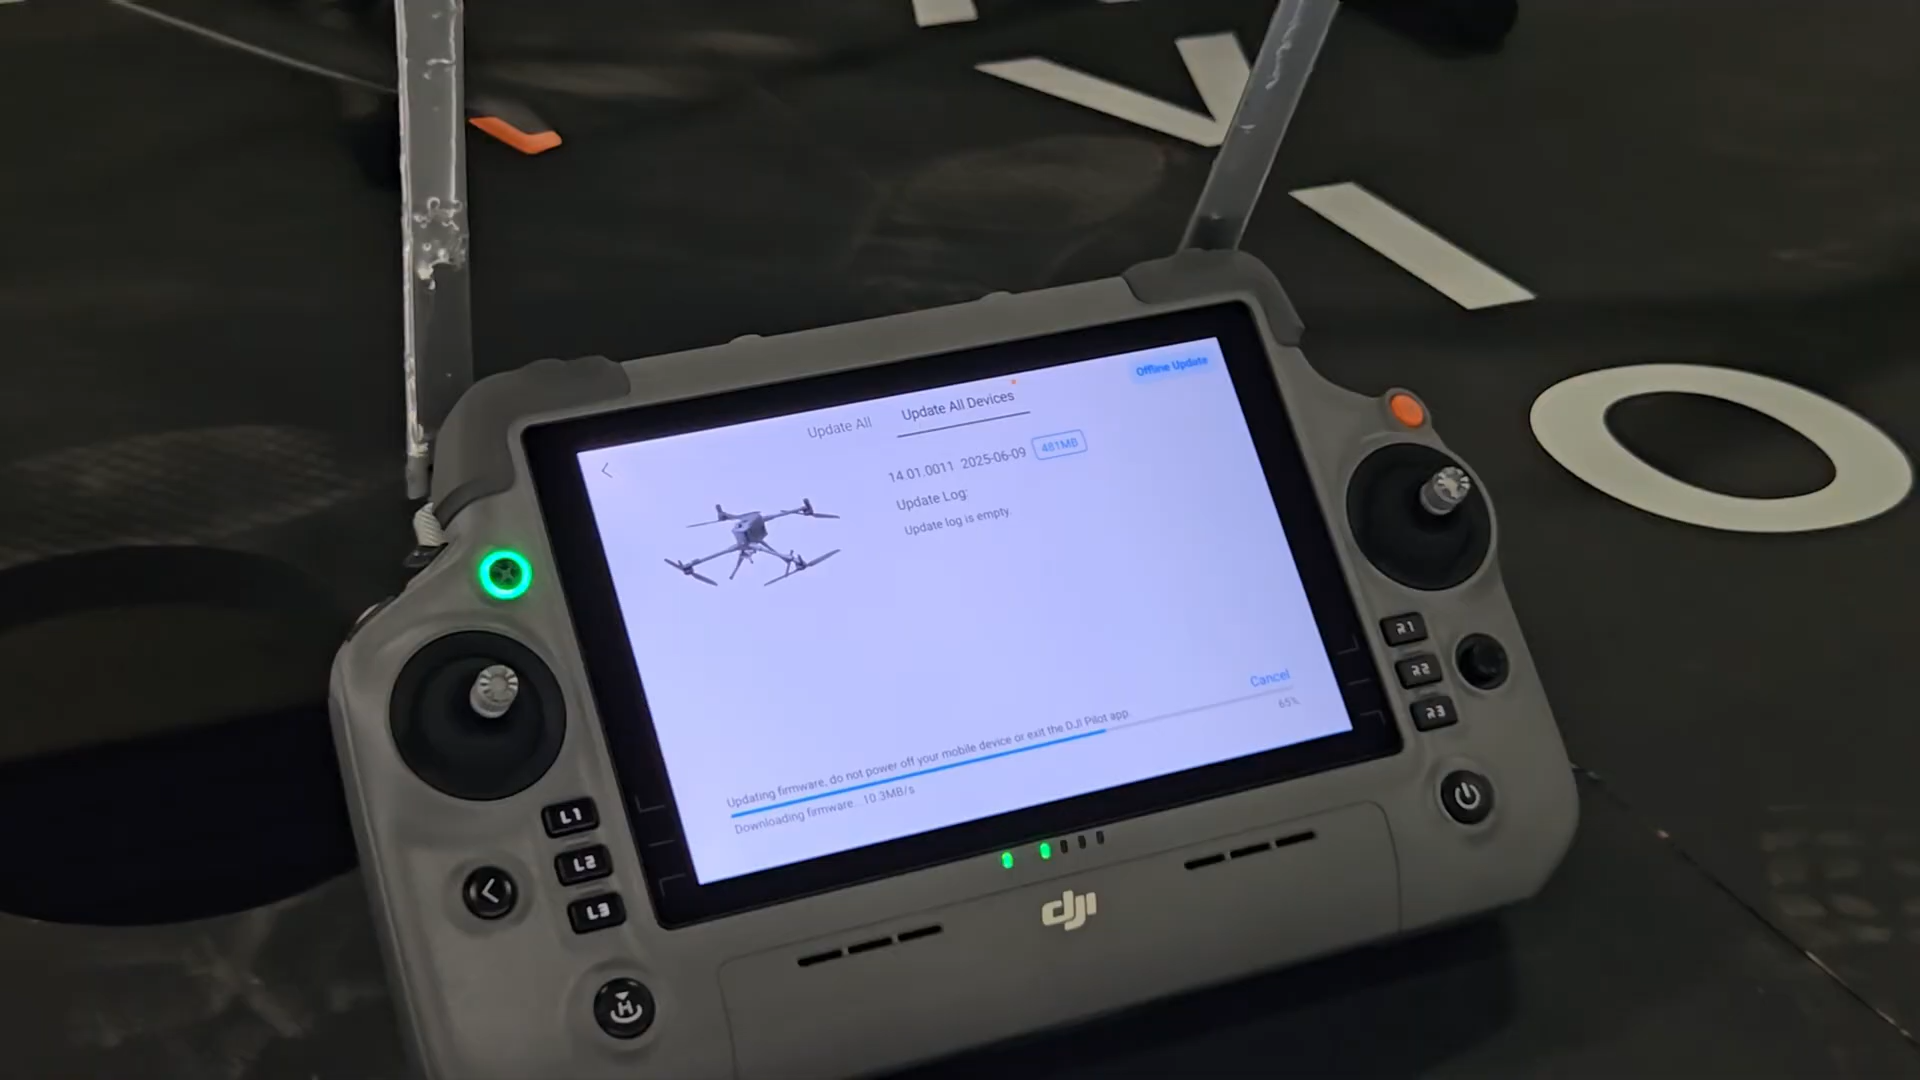 Offline Update
Update All
Update All Devices
14.01.0011 2025-06-09 481MB
Update Log:
Update log is empty.
Cancel
Updating firmware, do not power off your mobile device or exit the DJI Pilot app.
65%
Downloading firmware...10.3MB/s
R1
R2
R3
L1
L2
L3
dji
H